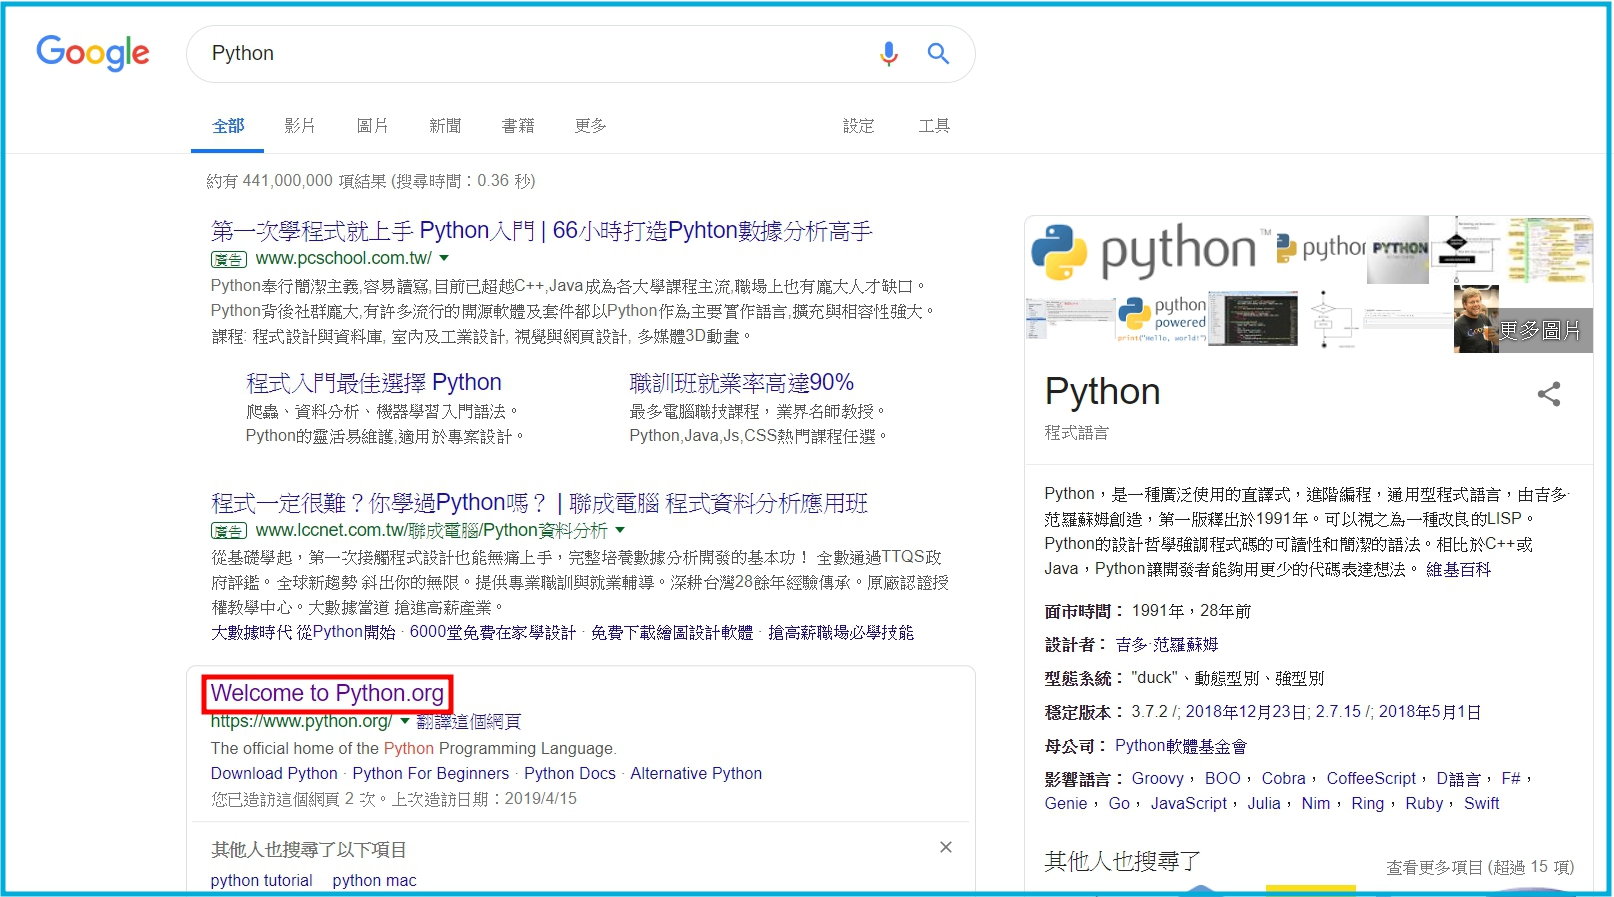 Google
Python
全部 影片 圖片 新聞 書籍 更多 設定 工具
約有 441,000,000 項結果 (搜尋時間：0.36 秒)
第一次學程式就上手 Python入門 | 66小時打造Pyhton數據分析高手
廣告 www.pcschool.com.tw/
Python奉行簡潔主義,容易讀寫,目前已超越C++,Java成為各大學課程主流,職場上也有龐大人才缺口。
Python背後社群龐大,有許多流行的開源軟體及套件都以Python作為主要實作語言,擴充與相容性強大。
課程: 程式設計與資料庫, 室內及工業設計, 視覺與網頁設計, 多媒體3D動畫。
程式入門最佳選擇 Python
爬蟲、資料分析、機器學習入門語法。
Python的靈活易維護,適用於專案設計。
職訓班就業率高達90%
最多電腦職技課程，業界名師教授。
Python,Java,Js,CSS熱門課程任選。
程式一定很難？你學過Python嗎？ | 聯成電腦 程式資料分析應用班
廣告 www.lccnet.com.tw/聯成電腦/Python資料分析
從基礎學起，第一次接觸程式設計也能無痛上手，完整培養數據分析開發的基本功！ 全數通過TTQS政
府評鑑。全球新趨勢 斜出你的無限。提供專業職訓與就業輔導。深耕台灣28餘年經驗傳承。原廠認證授
權教學中心。大數據當道 搶進高薪產業。
大數據時代 從Python開始 · 6000堂免費在家學設計 · 免費下載繪圖設計軟體 · 搶高薪職場必學技能
Welcome to Python.org
https://www.python.org/ 翻譯這個網頁
The official home of the Python Programming Language.
Download Python · Python For Beginners · Python Docs · Alternative Python
您已造訪這個網頁 2 次。上次造訪日期：2019/4/15
其他人也搜尋了以下項目
python tutorial python mac
python TM
python
PYTHON
python
powered
print("Hello, world!")
更多圖片
Python
程式語言
Python，是一種廣泛使用的直譯式，進階編程，通用型程式語言，由吉多·
范羅蘇姆創造，第一版釋出於1991年。可以視之為一種改良的LISP。
Python的設計哲學強調程式碼的可讀性和簡潔的語法。相比於C++或
Java，Python讓開發者能夠用更少的代碼表達想法。 維基百科
面市時間： 1991年，28年前
設計者： 吉多·范羅蘇姆
型態系統： "duck"、動態型別、強型別
穩定版本： 3.7.2 /; 2018年12月23日; 2.7.15 /; 2018年5月1日
母公司： Python軟體基金會
影響語言： Groovy， BOO， Cobra， CoffeeScript， D語言， F#，
Genie， Go， JavaScript， Julia， Nim， Ring， Ruby， Swift
其他人也搜尋了
查看更多項目 (超過 15 項)